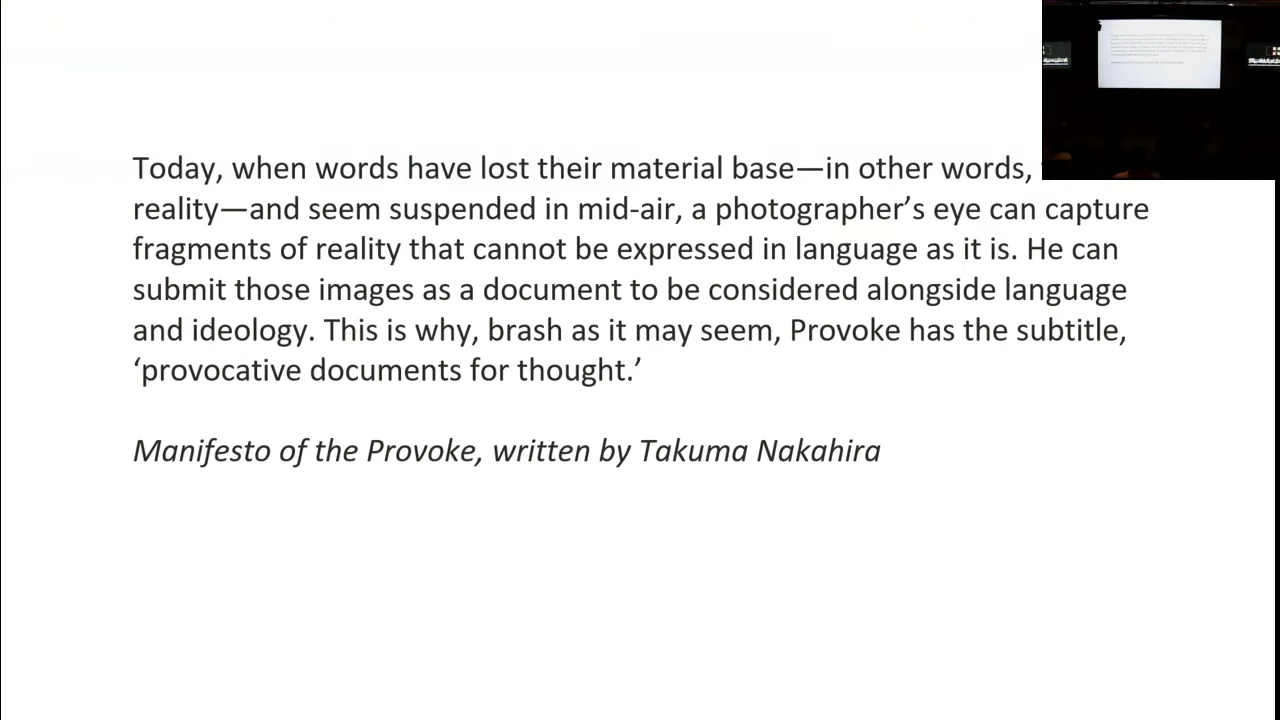 Today, when words have lost their material base—in other words,
reality—and seem suspended in mid-air, a photographer’s eye can capture
fragments of reality that cannot be expressed in language as it is. He can
submit those images as a document to be considered alongside language
and ideology. This is why, brash as it may seem, Provoke has the subtitle,
‘provocative documents for thought.’
Manifesto of the Provoke, written by Takuma Nakahira